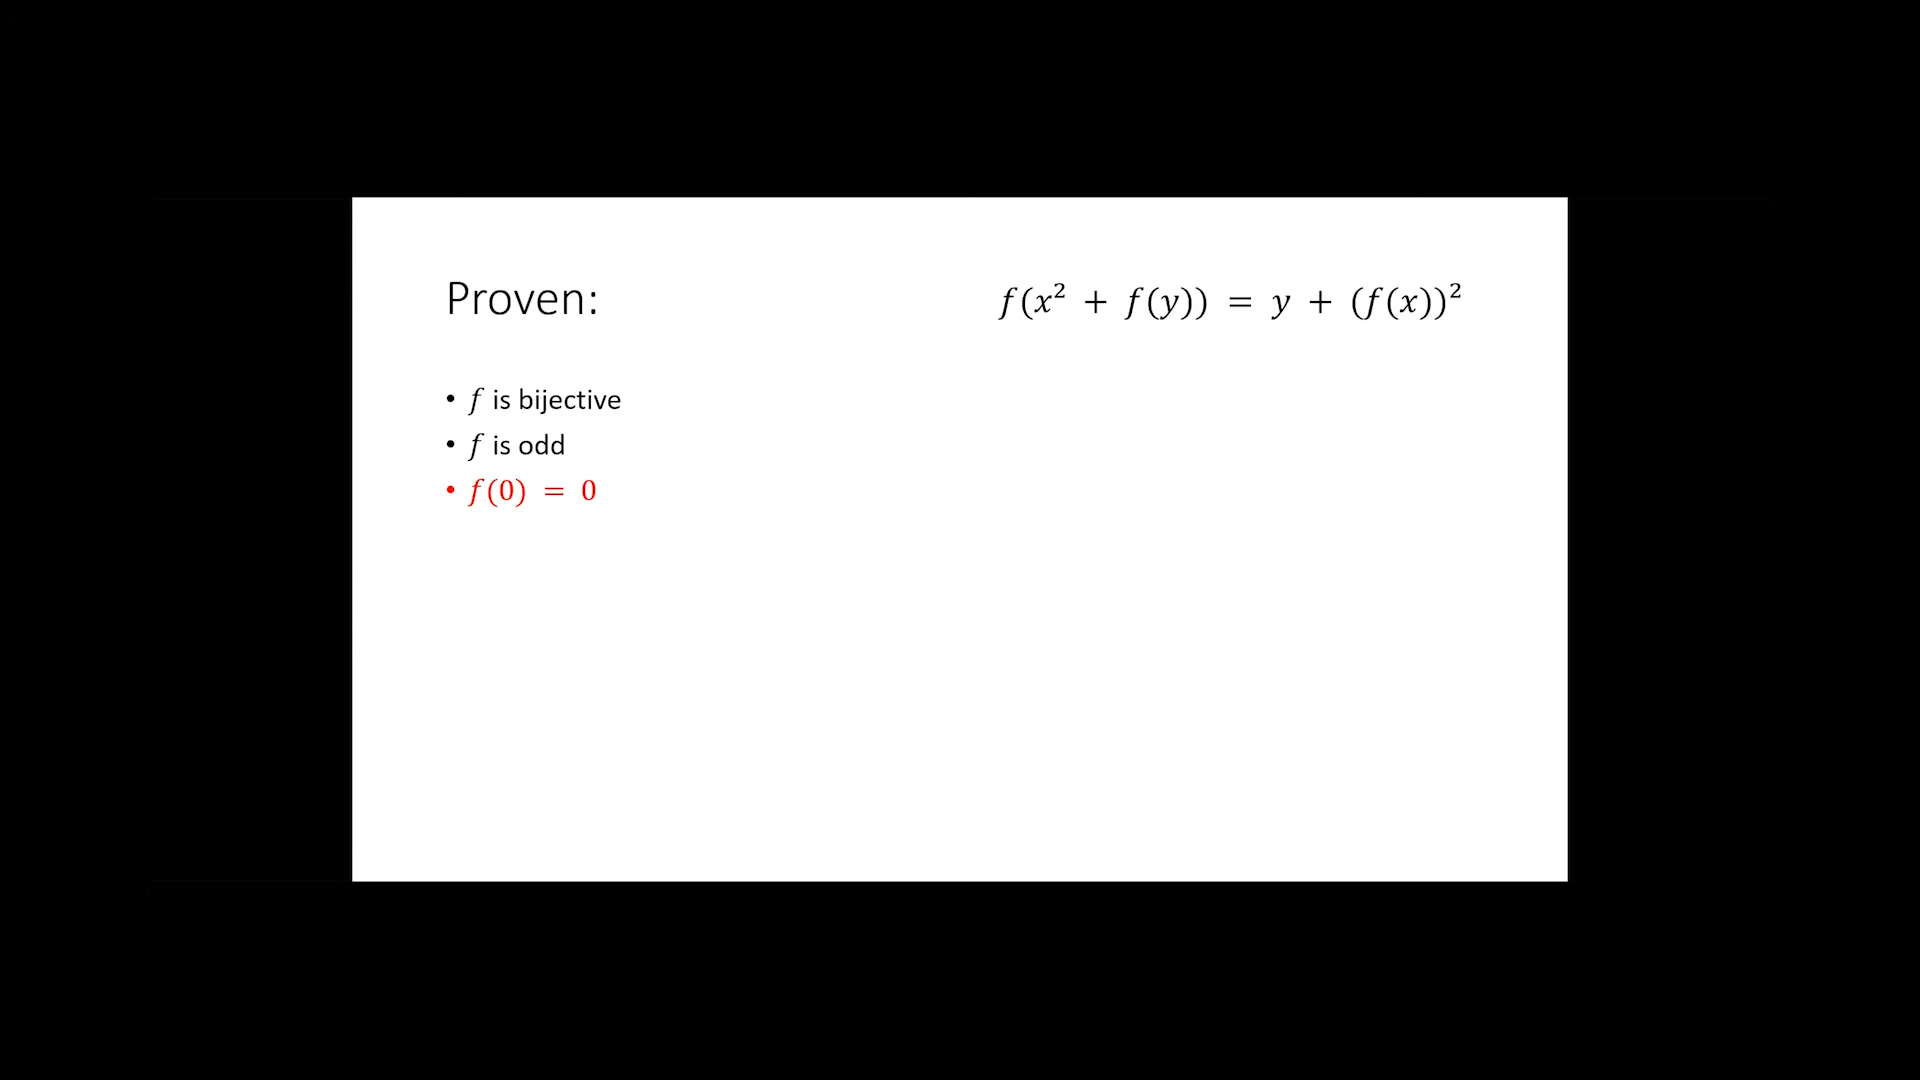 Proven:
f(x² + f(y)) = y + (f(x))²
• f is bijective
• f is odd
• f(0) = 0